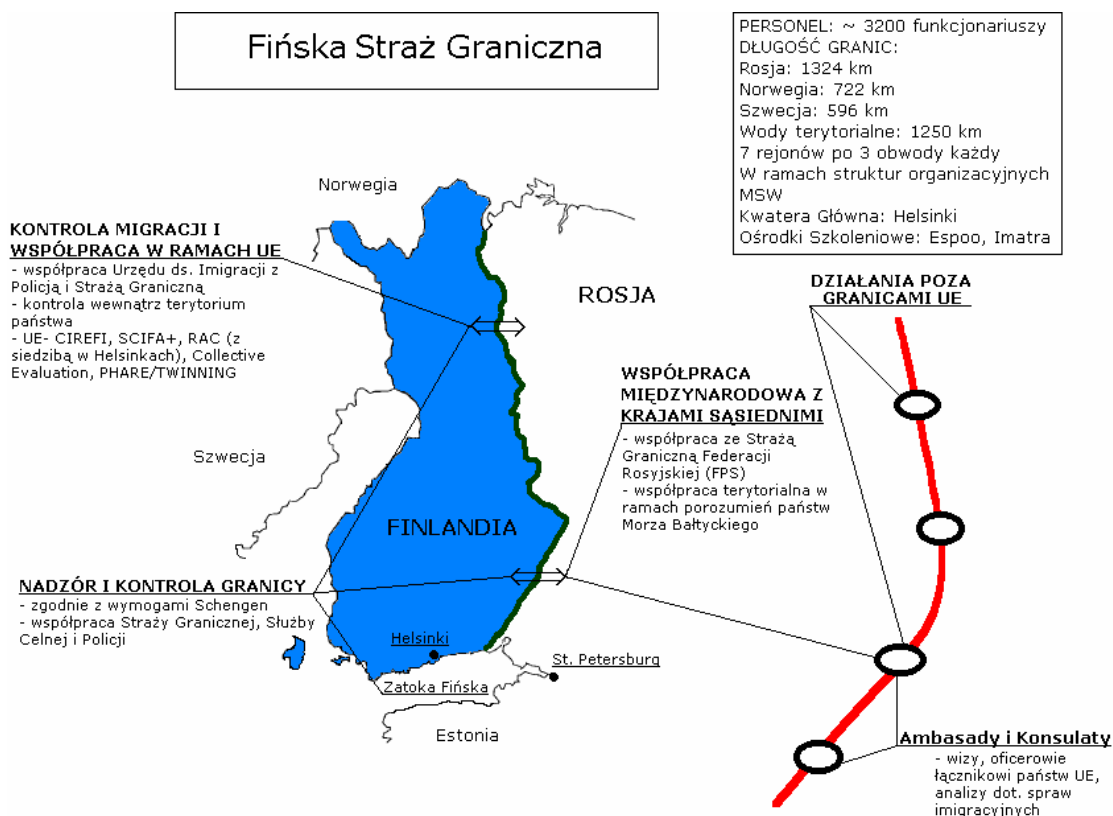 Fińska Straż Graniczna
PERSONEL: ~ 3200 funkcjonariuszy
DŁUGOŚĆ GRANIC:
Rosja: 1324 km
Norwegia: 722 km
Szwecja: 596 km
Wody terytorialne: 1250 km
7 rejonów po 3 obwody każdy
W ramach struktur organizacyjnych
MSW
Kwatera Główna: Helsinki
Ośrodki Szkoleniowe: Espoo, Imatra
Norwegia
KONTROLA MIGRACJI I
WSPÓŁPRACA W RAMACH UE
- współpraca Urzędu ds. Imigracji z
Policją i Strażą Graniczną
- kontrola wewnątrz terytorium
państwa
- UE- CIREFI, SCIFA+, RAC (z
siedzibą w Helsinkach), Collective
Evaluation, PHARE/TWINNING
ROSJA
DZIAŁANIA POZA
GRANICAMI UE
WSPÓŁPRACA
MIĘDZYNARODOWA Z
KRAJAMI SĄSIEDNIMI
- współpraca ze Strażą
Graniczną Federacji
Rosyjskiej (FPS)
- współpraca terytorialna w
ramach porozumień państw
Morza Bałtyckiego
Szwecja
FINLANDIA
NADZÓR I KONTROLA GRANICY
- zgodnie z wymogami Schengen
- współpraca Straży Granicznej, Służby
Celnej i Policji
Helsinki
St. Petersburg
Zatoka Fińska
Estonia
Ambasady i Konsulaty
- wizy, oficerowie
łącznikowi państw UE,
analizy dot. spraw
imigracyjnych